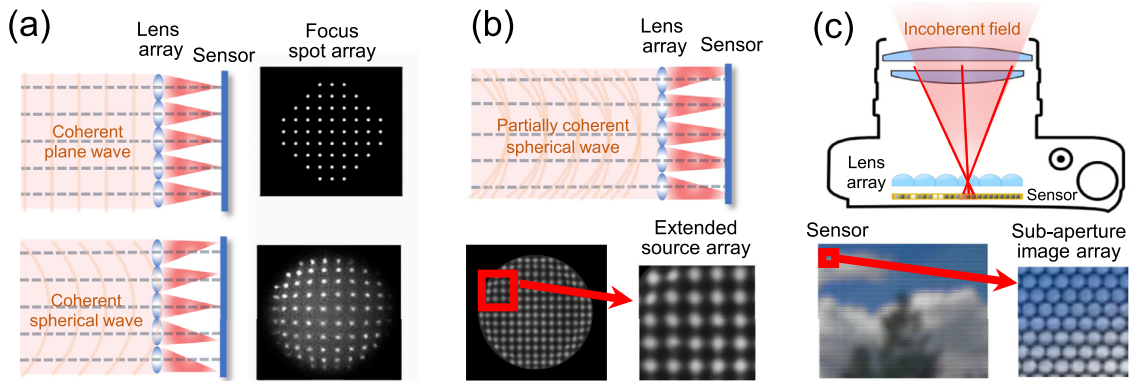 (a)
Lens
array
Sensor
Focus
spot array
Coherent
plane wave
Coherent
spherical wave
(b)
Lens
array
Sensor
Partially coherent
spherical wave
Extended
source array
(c)
Incoherent field
Lens
array
Sensor
Sensor
Sub-aperture
image array